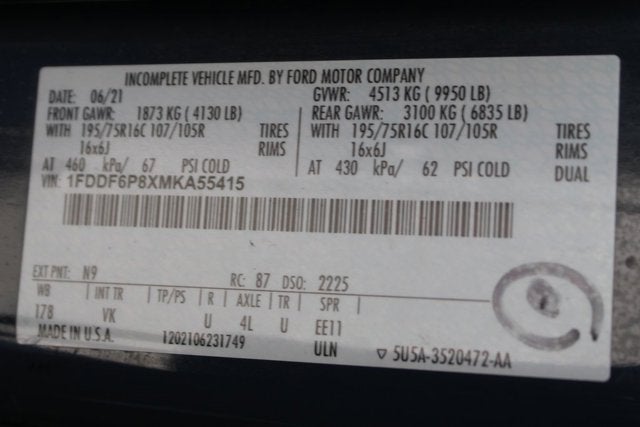 INCOMPLETE VEHICLE MFD. BY FORD MOTOR COMPANY
DATE: 06/21 GVWR: 4513 KG ( 9950 LB)
FRONT GAWR: 1873 KG ( 4130 LB) REAR GAWR: 3100 KG ( 6835 LB)
WITH 195/75R16C 107/105R TIRES WITH 195/75R16C 107/105R TIRES
16x6J RIMS 16x6J RIMS
AT 460 kPa/ 67 PSI COLD AT 430 kPa/ 62 PSI COLD DUAL
VIN: 1FDDF6P8XMKA55415
EXT PNT: N9 RC: 87 DSO: 2225
WB INT TR TP/PS R AXLE TR SPR
178 VK U 4L U EE11
MADE IN U.S.A. 1202106231749 ULN ▽ 5U5A-3520472-AA